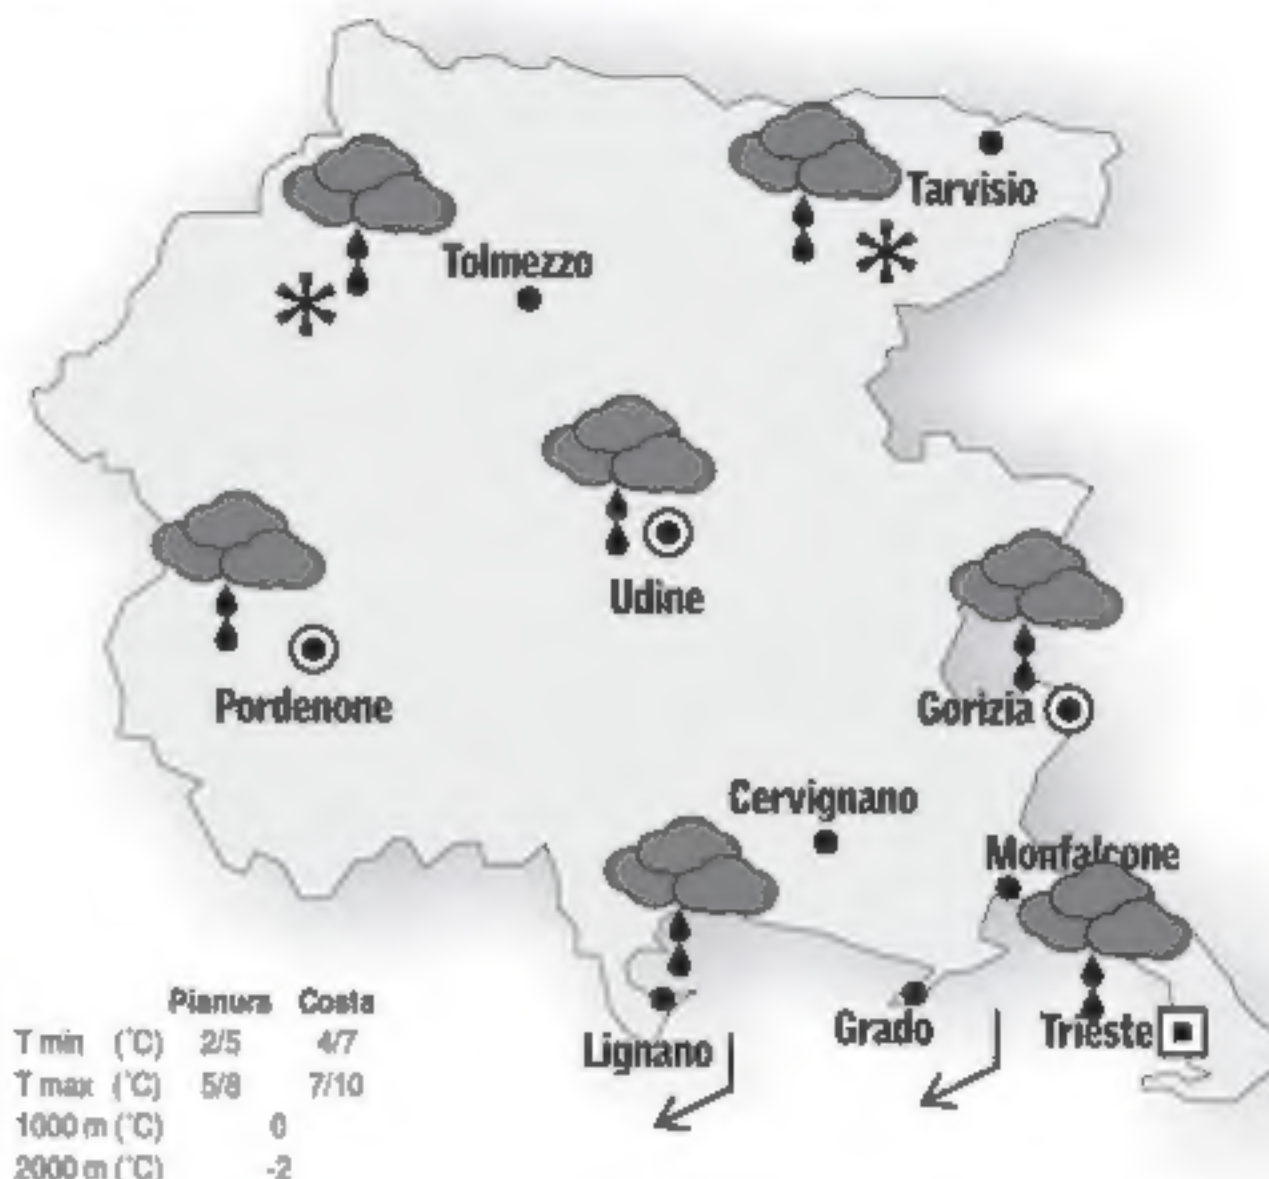 Tarvisio
Tolmezzo
Udine
Pordenone
Gorizia
Cervignano
Monfalcone
Grado
Trieste
Lignano
Pianura Costa
T min (°C) 2/5 4/7
T max (°C) 5/8 7/10
1000 m (°C) 0
2000 m (°C) -2